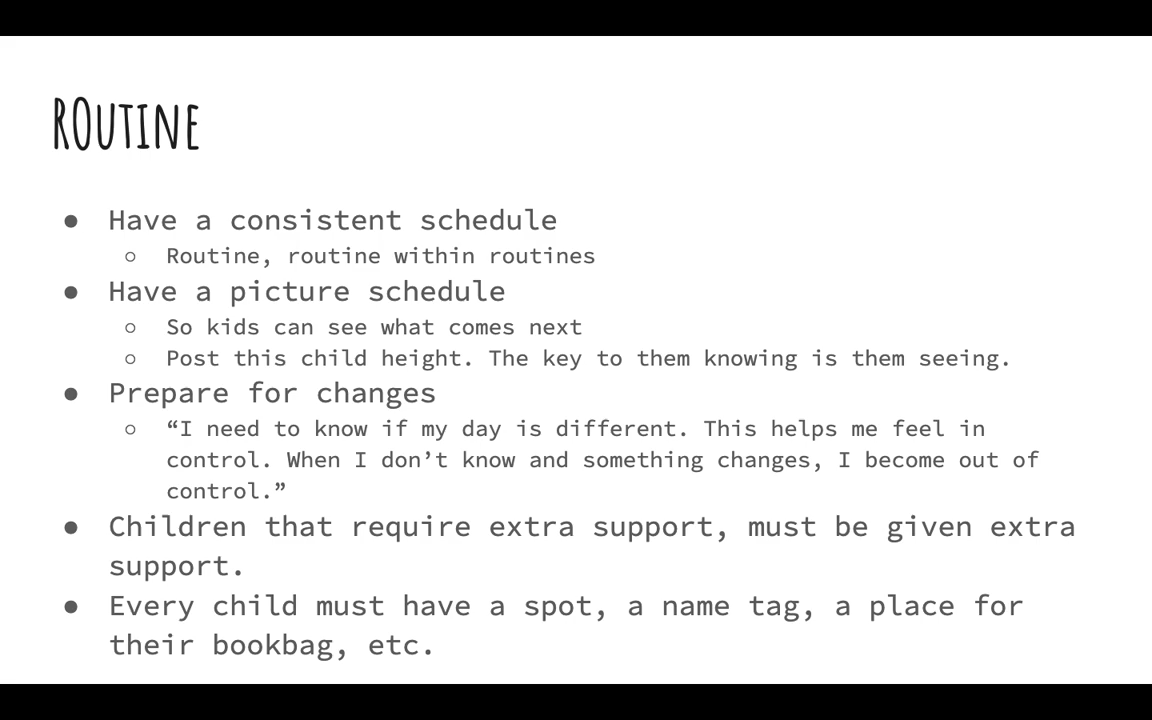 ROUTINE
● Have a consistent schedule
○ Routine, routine within routines
● Have a picture schedule
○ So kids can see what comes next
○ Post this child height. The key to them knowing is them seeing.
● Prepare for changes
○ “I need to know if my day is different. This helps me feel in
control. When I don’t know and something changes, I become out of
control.”
● Children that require extra support, must be given extra
support.
● Every child must have a spot, a name tag, a place for
their bookbag, etc.